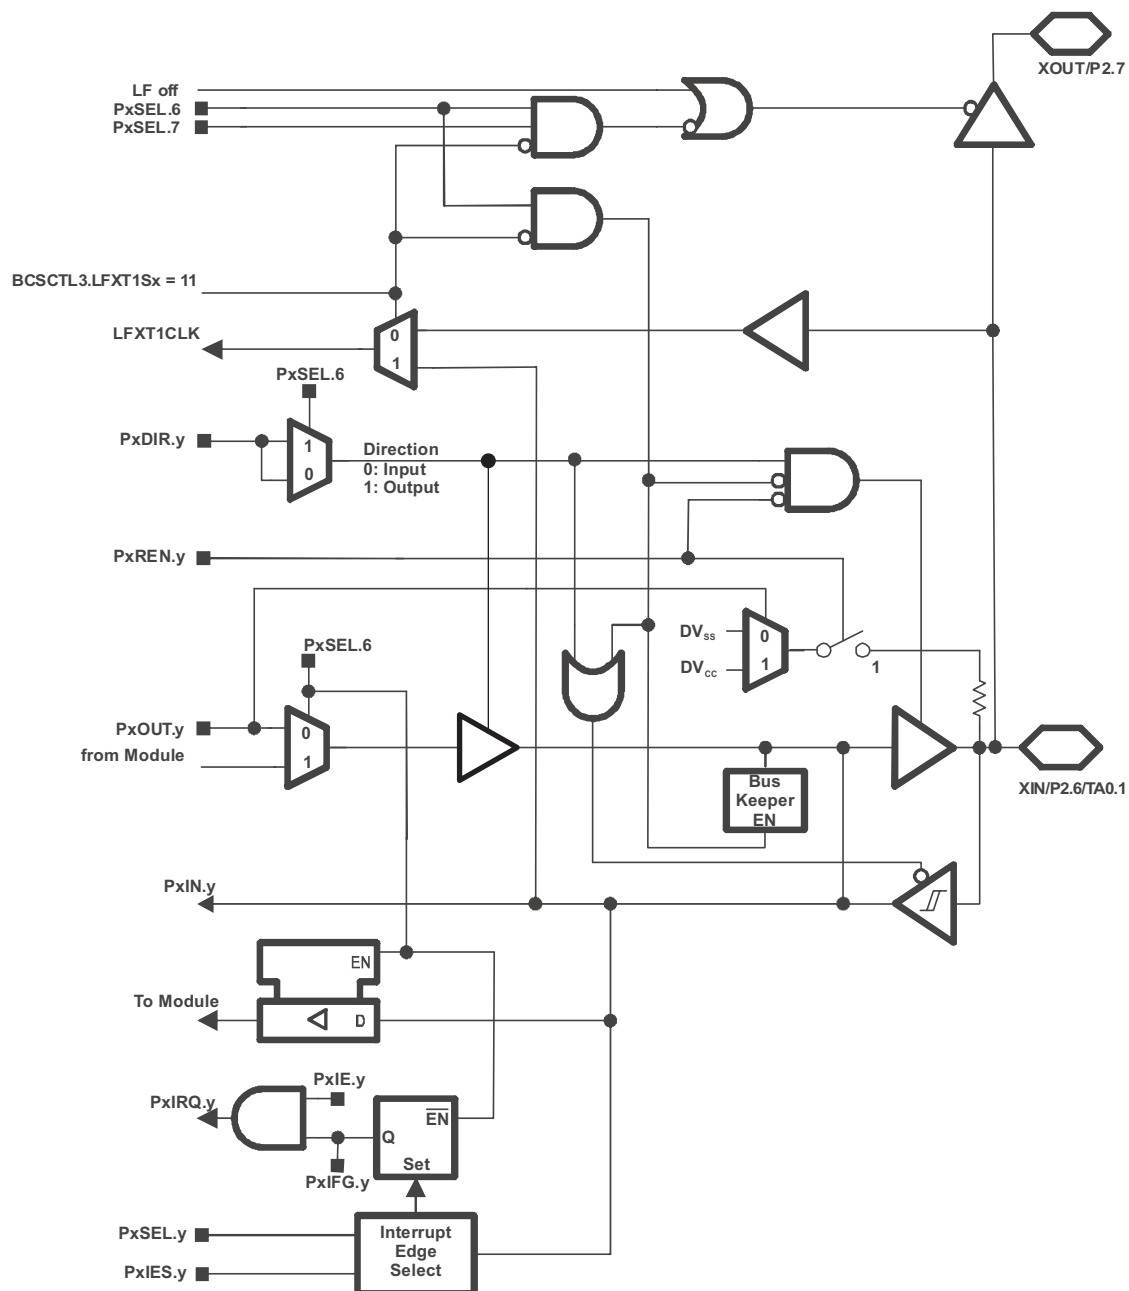 XOUT/P2.7
LF off
PxSEL.6
PxSEL.7
BCSCTL3.LFXT1Sx = 11
LFXT1CLK
0
1
PxSEL.6
PxDIR.y
1
0
Direction
0: Input
1: Output
PxREN.y
DVSS
0
DVCC
1
1
PxSEL.6
PxOUT.y
0
from Module
1
Bus
Keeper
EN
XIN/P2.6/TA0.1
PxIN.y
EN
To Module
D
PxIE.y
PxIRQ.y
EN
Q
Set
PxIFG.y
PxSEL.y
PxIES.y
Interrupt
Edge
Select